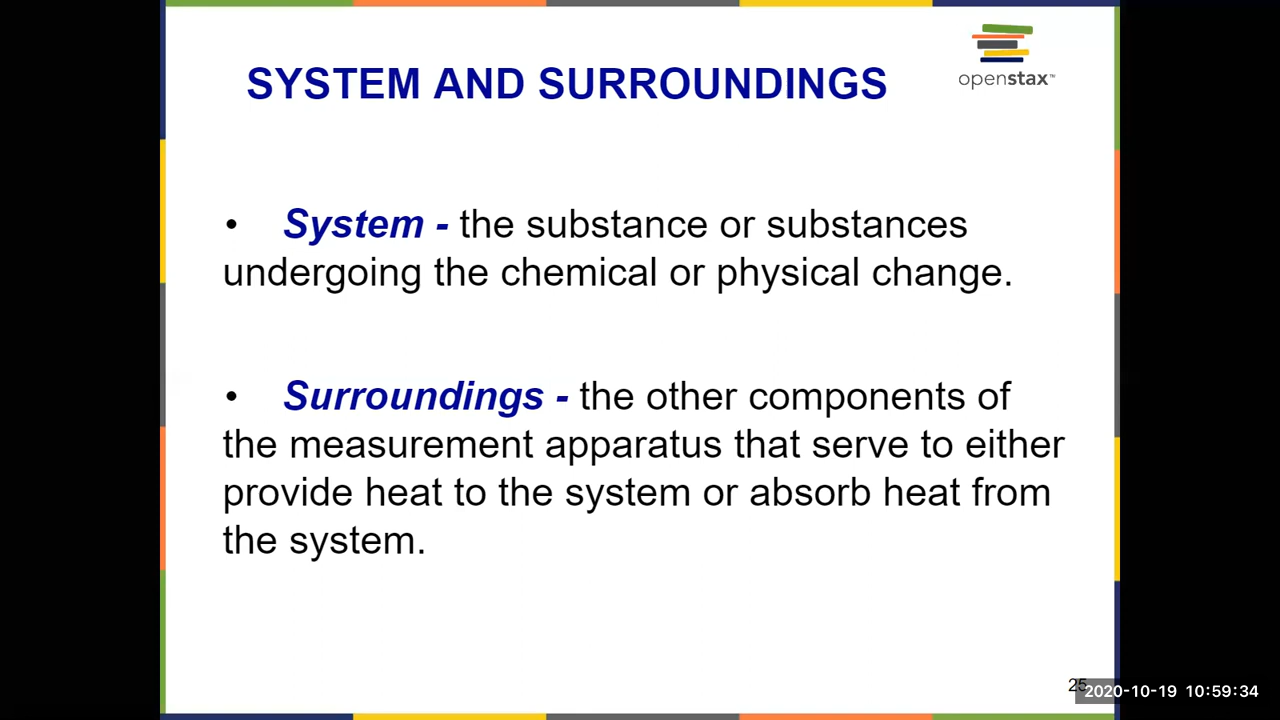 SYSTEM AND SURROUNDINGS
openstax™
• System - the substance or substances
undergoing the chemical or physical change.
• Surroundings - the other components of
the measurement apparatus that serve to either
provide heat to the system or absorb heat from
the system.
25
2020-10-19 10:59:34